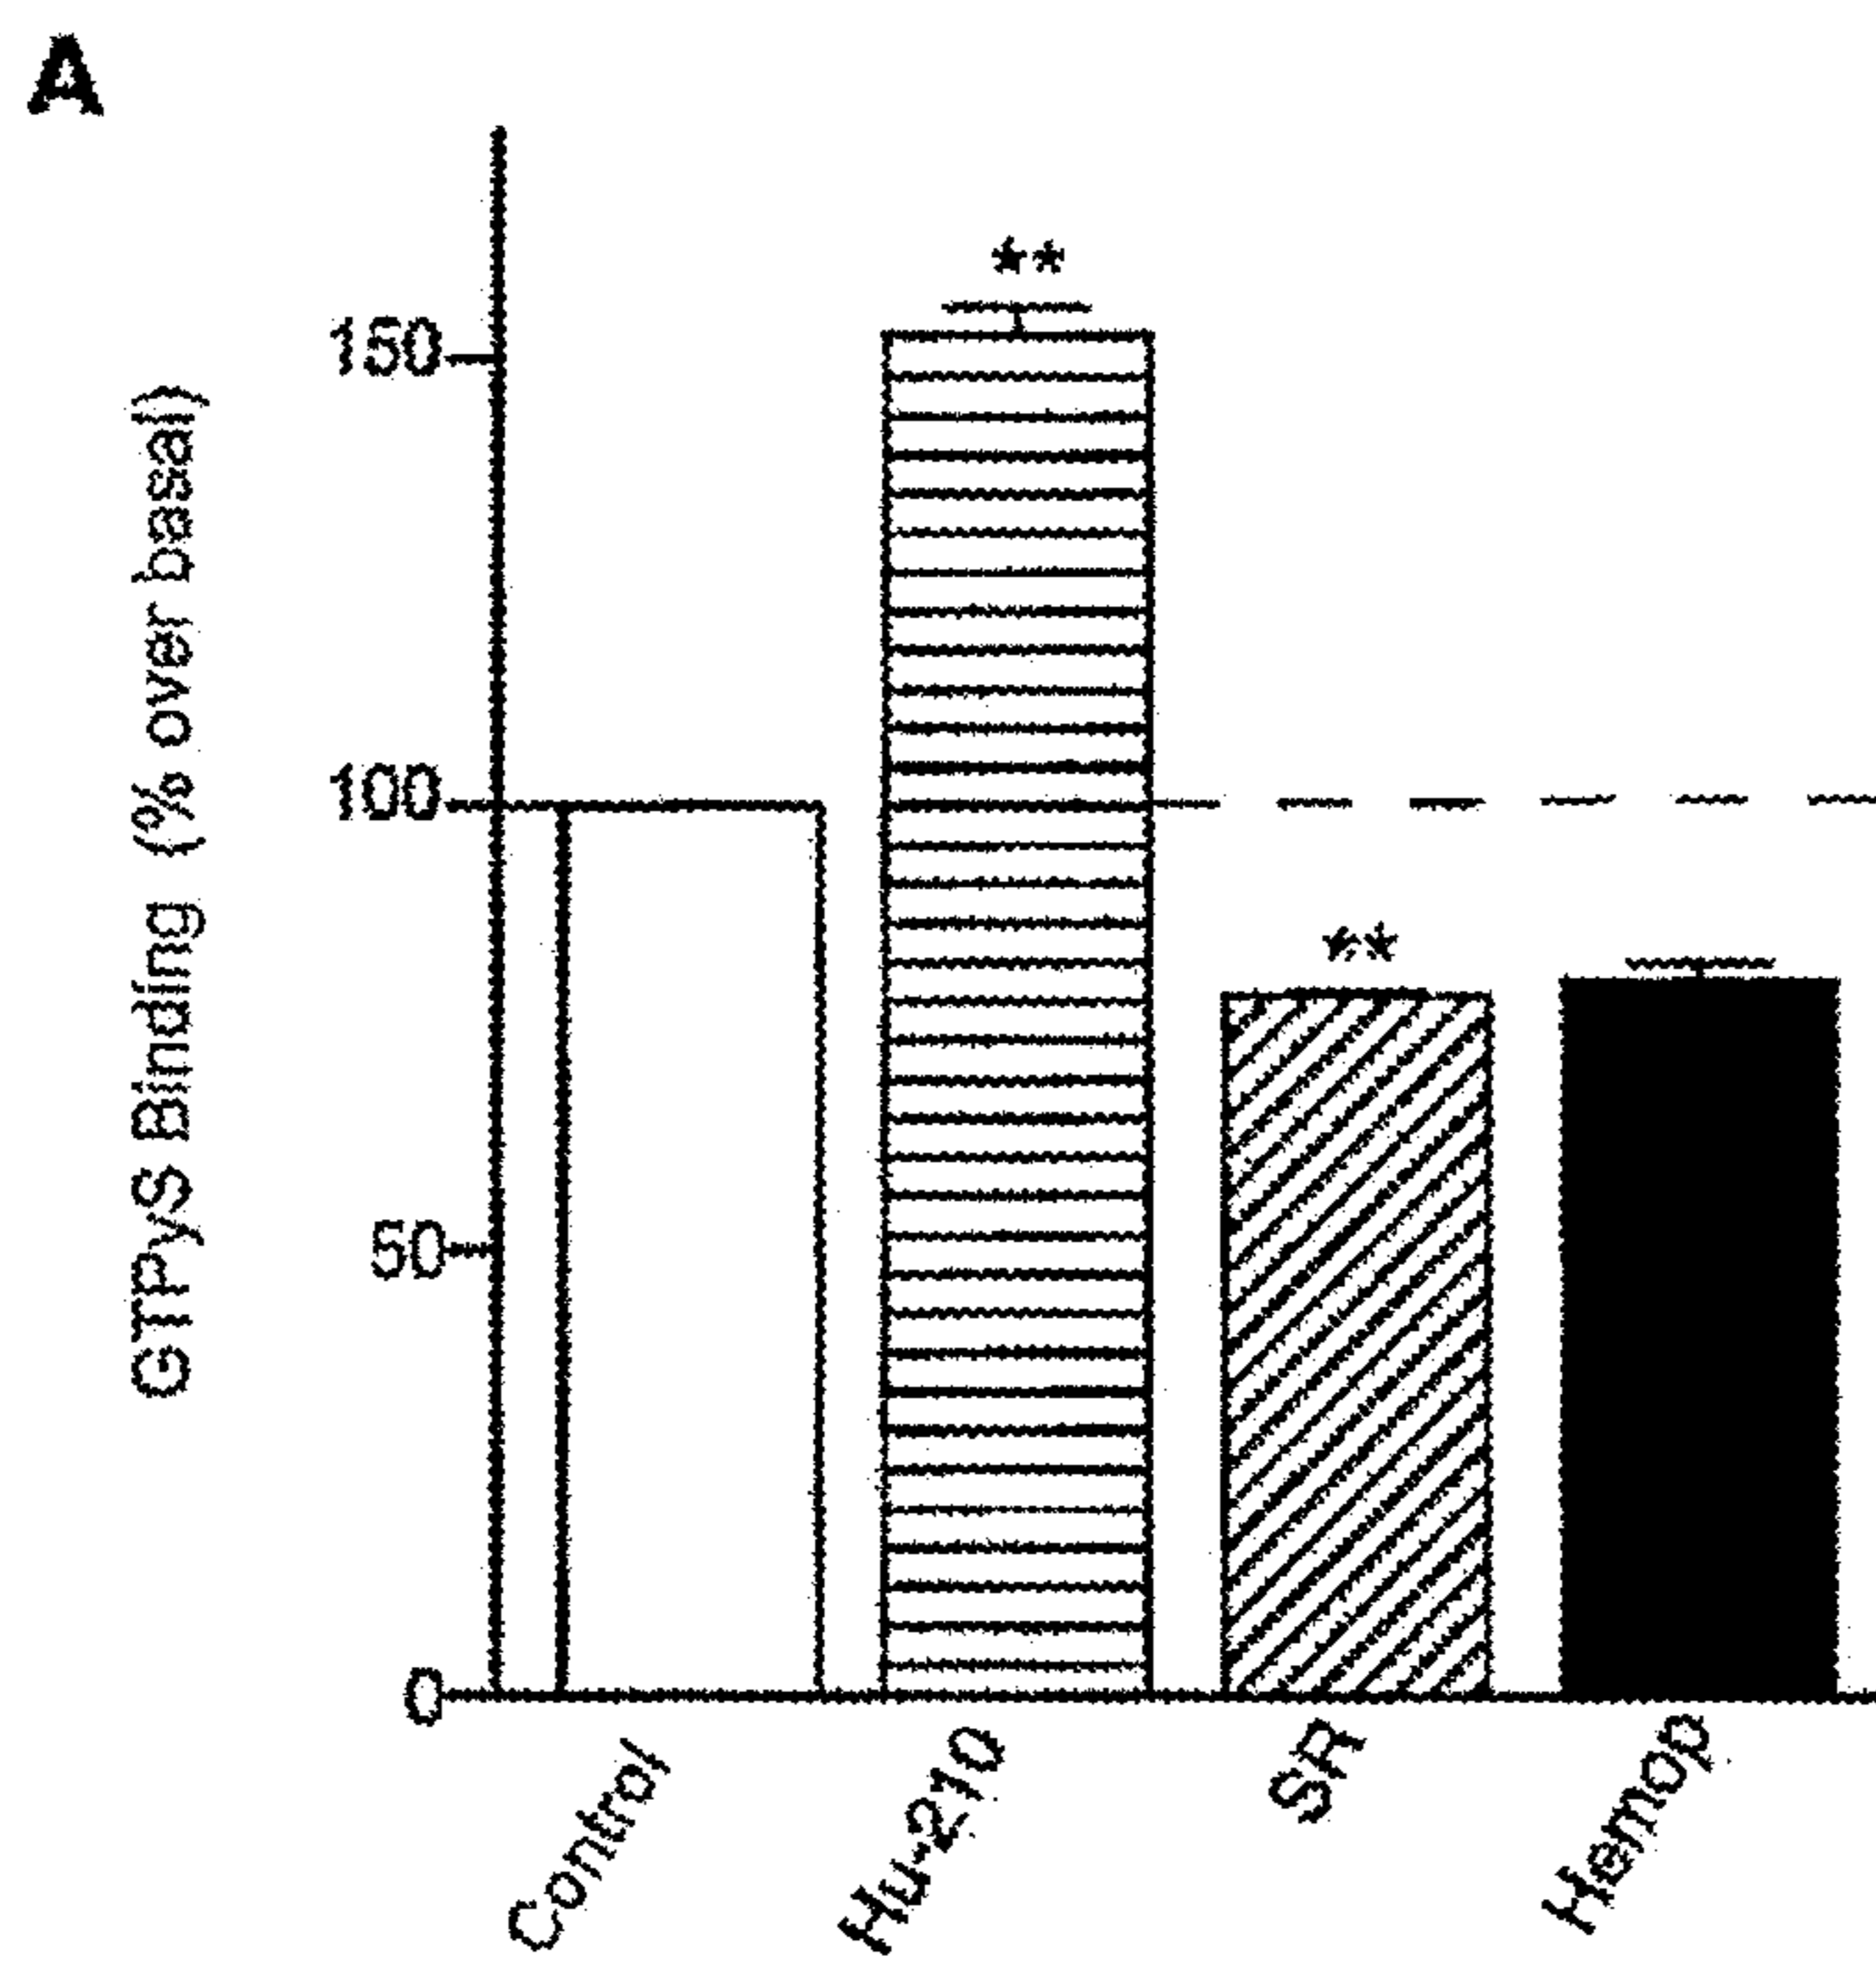 A
GTPγS Binding (% over basal)
150
100
50
0
**
**
Control
Hu-210
SR
Hemop